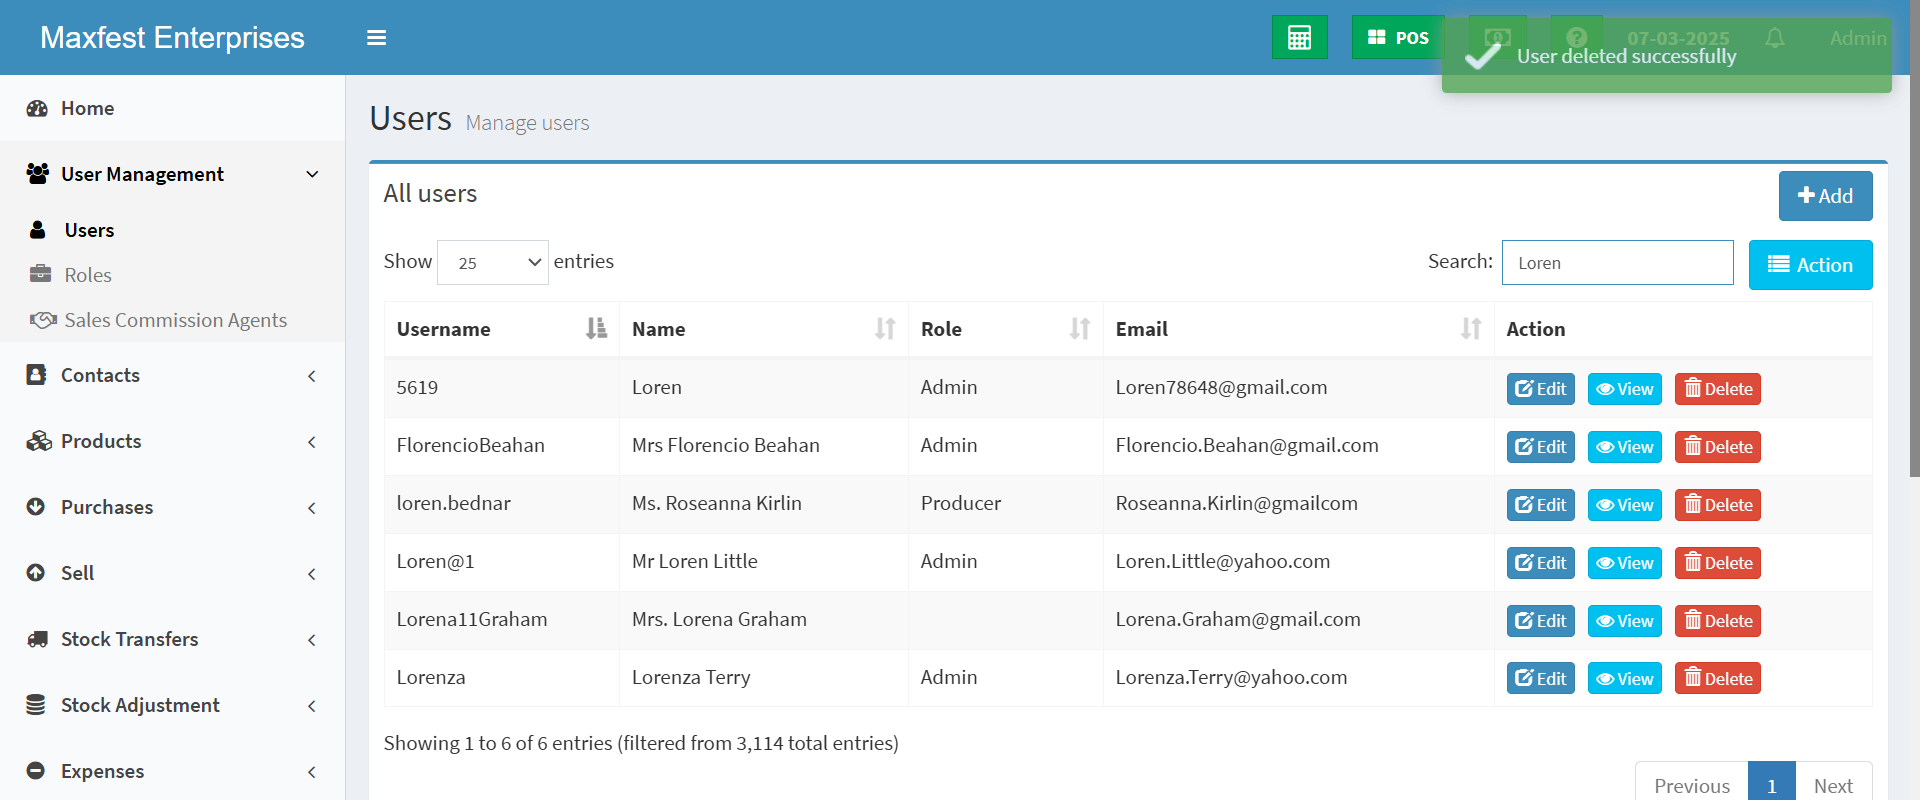 Maxfest Enterprises
POS
07-03-2025
Admin
User deleted successfully
Home
User Management
Users
Roles
Sales Commission Agents
Contacts
Products
Purchases
Sell
Stock Transfers
Stock Adjustment
Expenses
Users Manage users
All users
Add
Show 25 entries
Search: Loren
Action
Username Name Role Email Action
5619 Loren Admin Loren78648@gmail.com Edit View Delete
FlorencioBeahan Mrs Florencio Beahan Admin Florencio.Beahan@gmail.com Edit View Delete
loren.bednar Ms. Roseanna Kirlin Producer Roseanna.Kirlin@gmailcom Edit View Delete
Loren@1 Mr Loren Little Admin Loren.Little@yahoo.com Edit View Delete
Lorena11Graham Mrs. Lorena Graham Lorena.Graham@gmail.com Edit View Delete
Lorenza Lorenza Terry Admin Lorenza.Terry@yahoo.com Edit View Delete
Showing 1 to 6 of 6 entries (filtered from 3,114 total entries)
Previous 1 Next